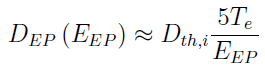 D_{EP} (E_{EP}) ≈ D_{th,i} \frac{5T_e}{E_{EP}}